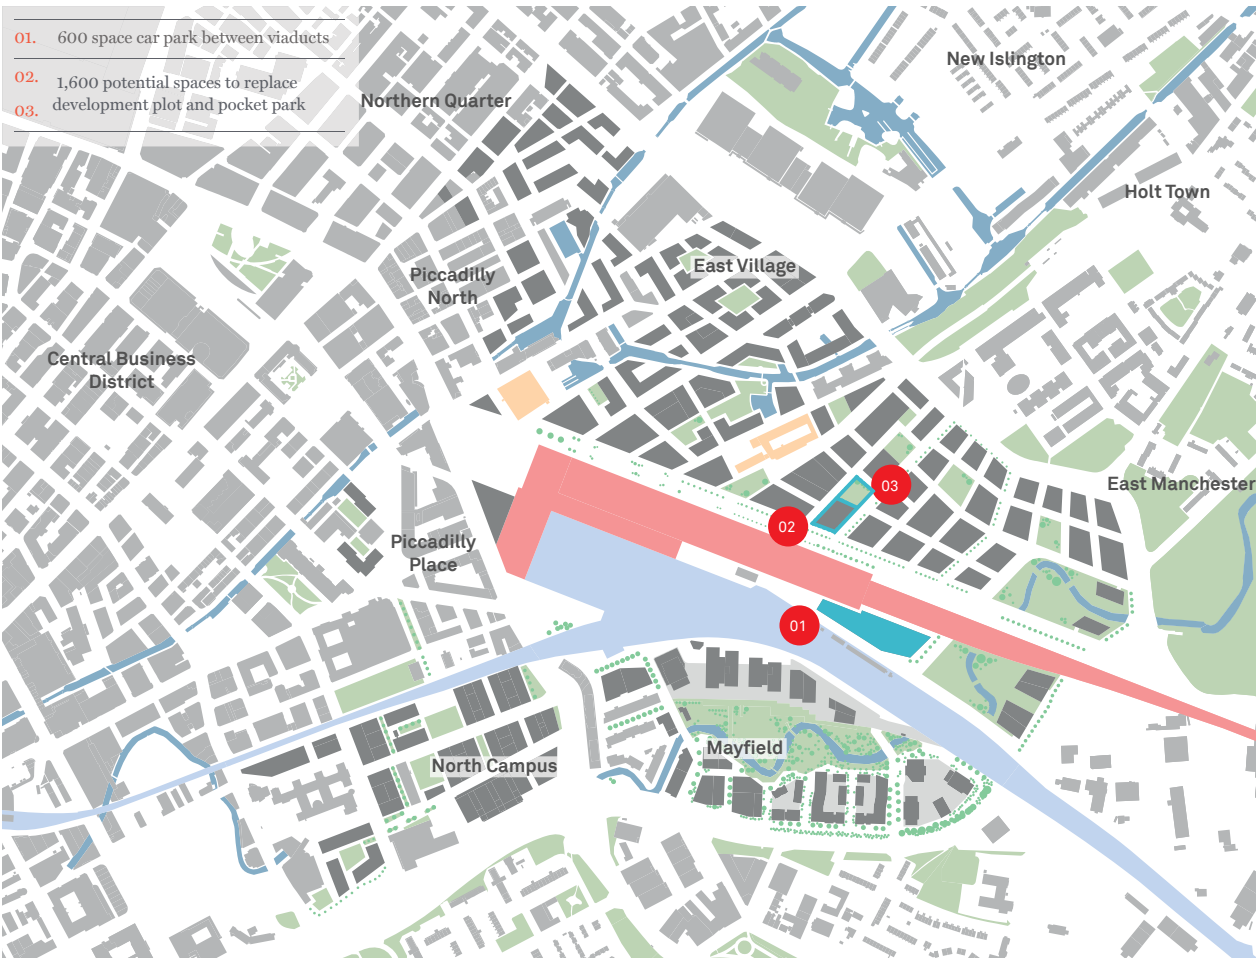 01. 600 space car park between viaducts
02. 1,600 potential spaces to replace
03. development plot and pocket park
New Islington
Northern Quarter
Holt Town
East Village
Piccadilly
North
Central Business
District
East Manchester
03
02
Piccadilly
Place
01
Mayfield
North Campus